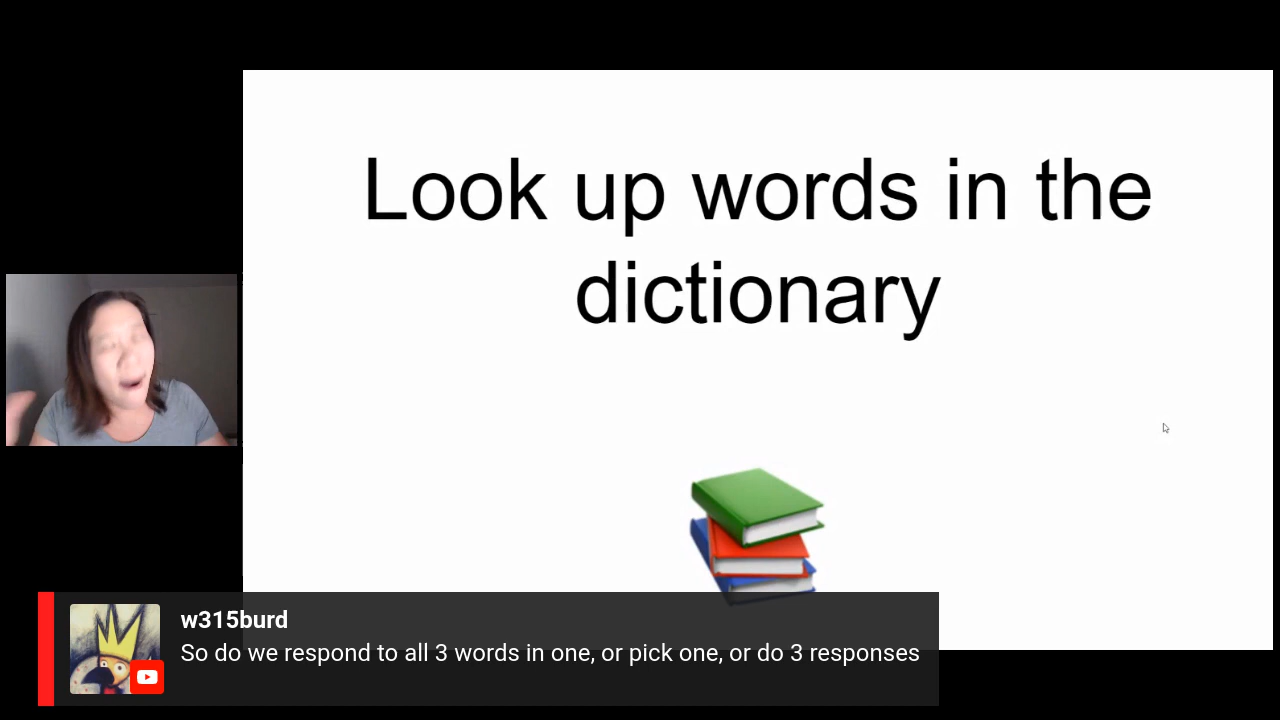 Look up words in the
dictionary
w315burd
So do we respond to all 3 words in one, or pick one, or do 3 responses